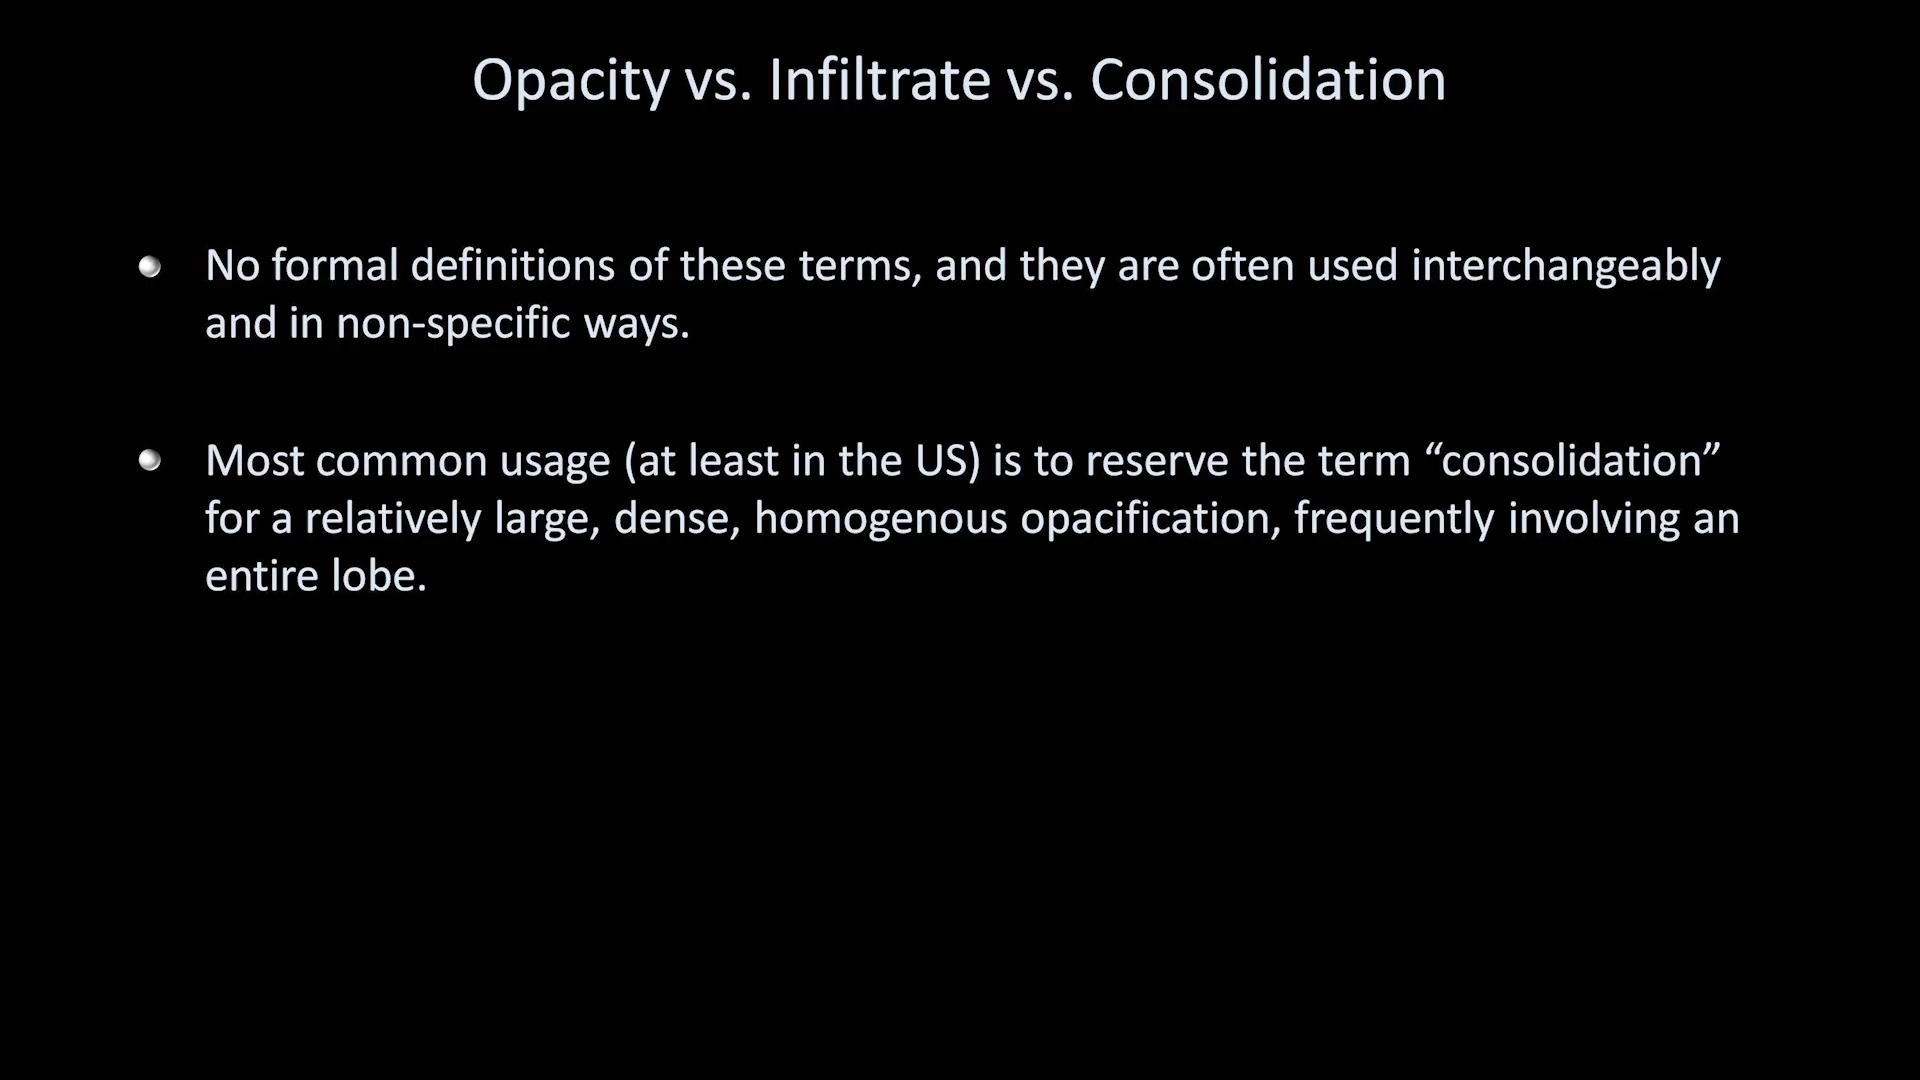 Opacity vs. Infiltrate vs. Consolidation
No formal definitions of these terms, and they are often used interchangeably
and in non-specific ways.
Most common usage (at least in the US) is to reserve the term “consolidation”
for a relatively large, dense, homogenous opacification, frequently involving an
entire lobe.